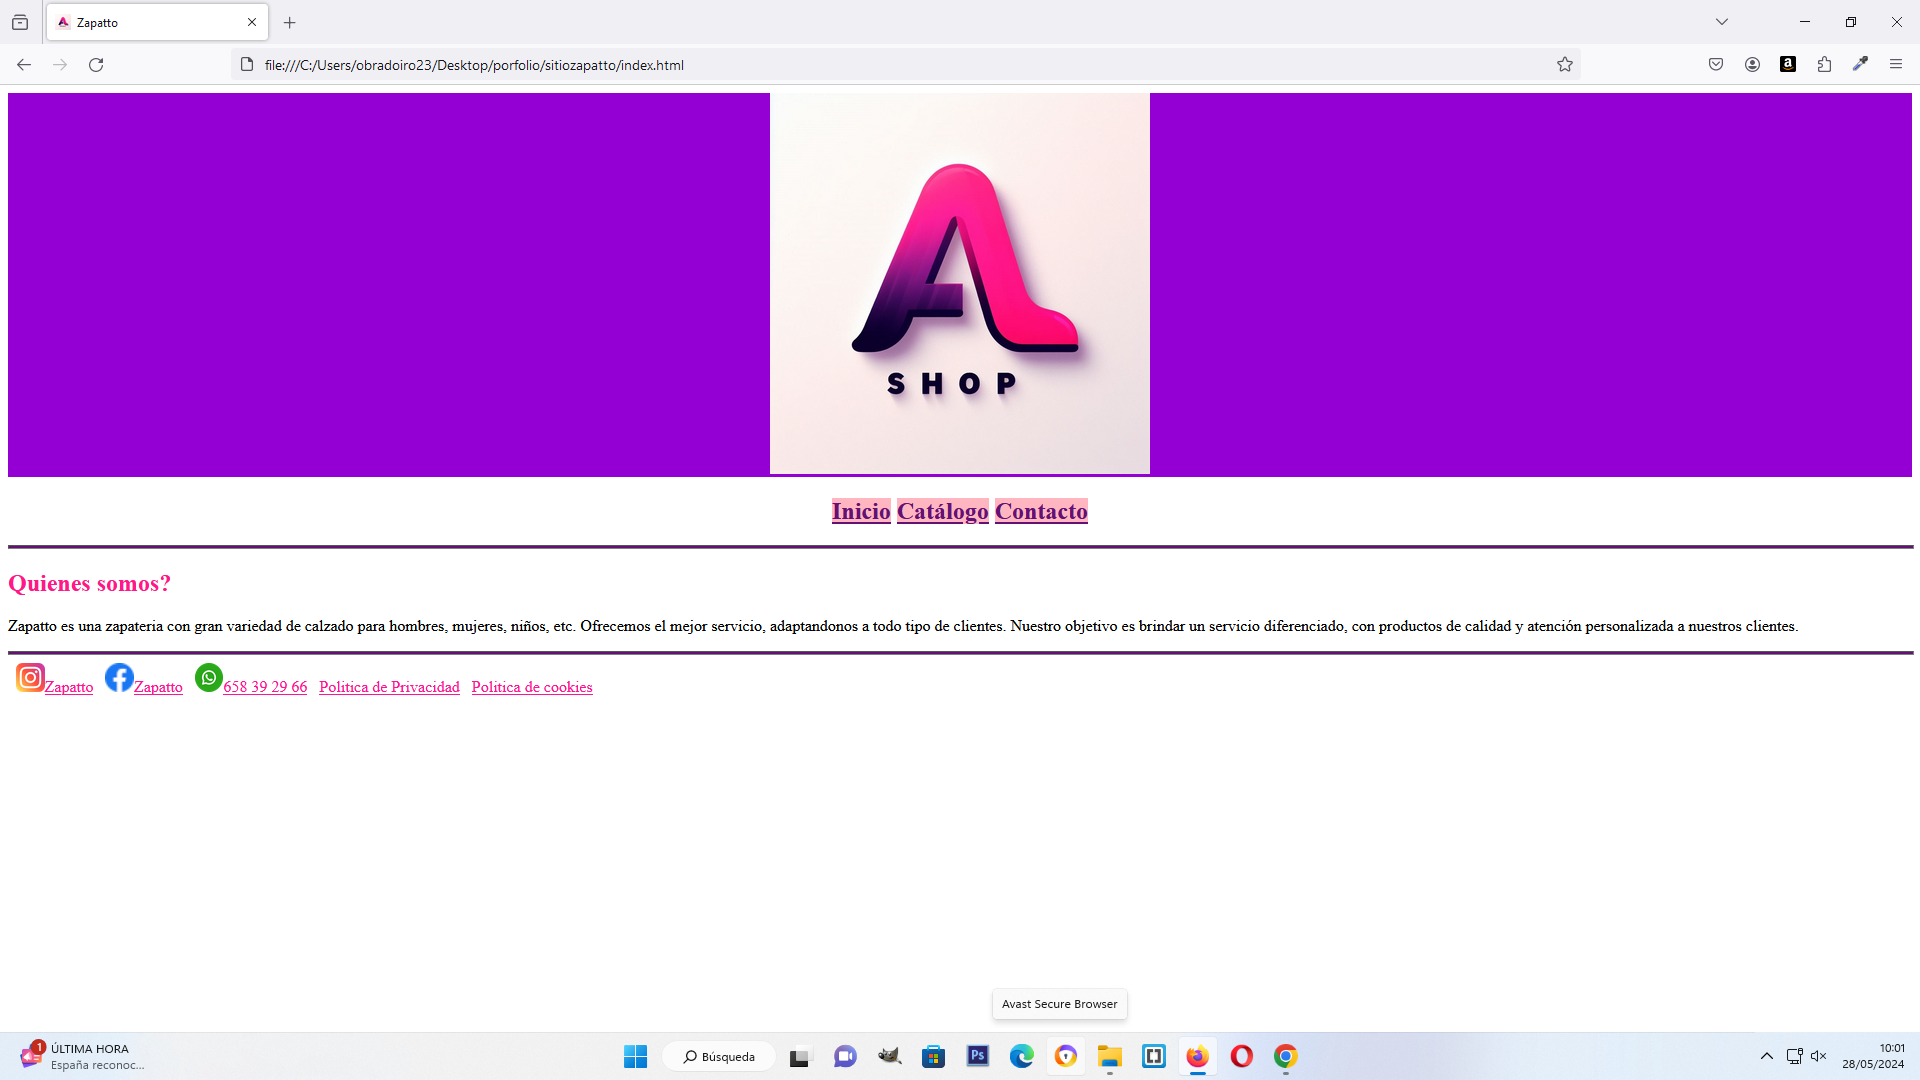 Zapatto
file:///C:/Users/obradoiro23/Desktop/porfolio/sitiozapatto/index.html
A
SHOP
Inicio Catálogo Contacto
Quienes somos?
Zapatto es una zapateria con gran variedad de calzado para hombres, mujeres, niños, etc. Ofrecemos el mejor servicio, adaptandonos a todo tipo de clientes. Nuestro objetivo es brindar un servicio diferenciado, con productos de calidad y atención personalizada a nuestros clientes.
Zapatto Zapatto 658 39 29 66 Politica de Privacidad Politica de cookies
Avast Secure Browser
1
ÚLTIMA HORA
España reconoc...
Búsqueda
Ps
10:01
28/05/2024